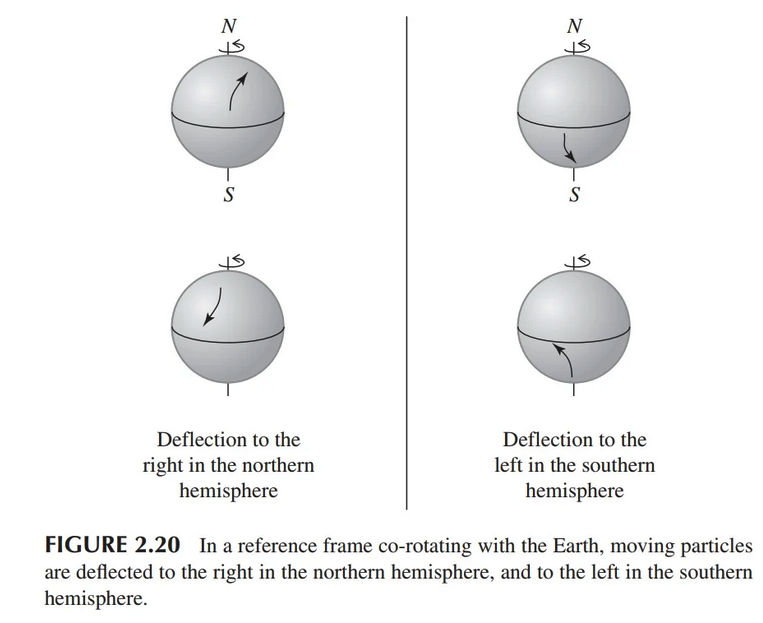 N
S
Deflection to the
right in the northern
hemisphere
N
S
Deflection to the
left in the southern
hemisphere
FIGURE 2.20 In a reference frame co-rotating with the Earth, moving particles
are deflected to the right in the northern hemisphere, and to the left in the southern
hemisphere.